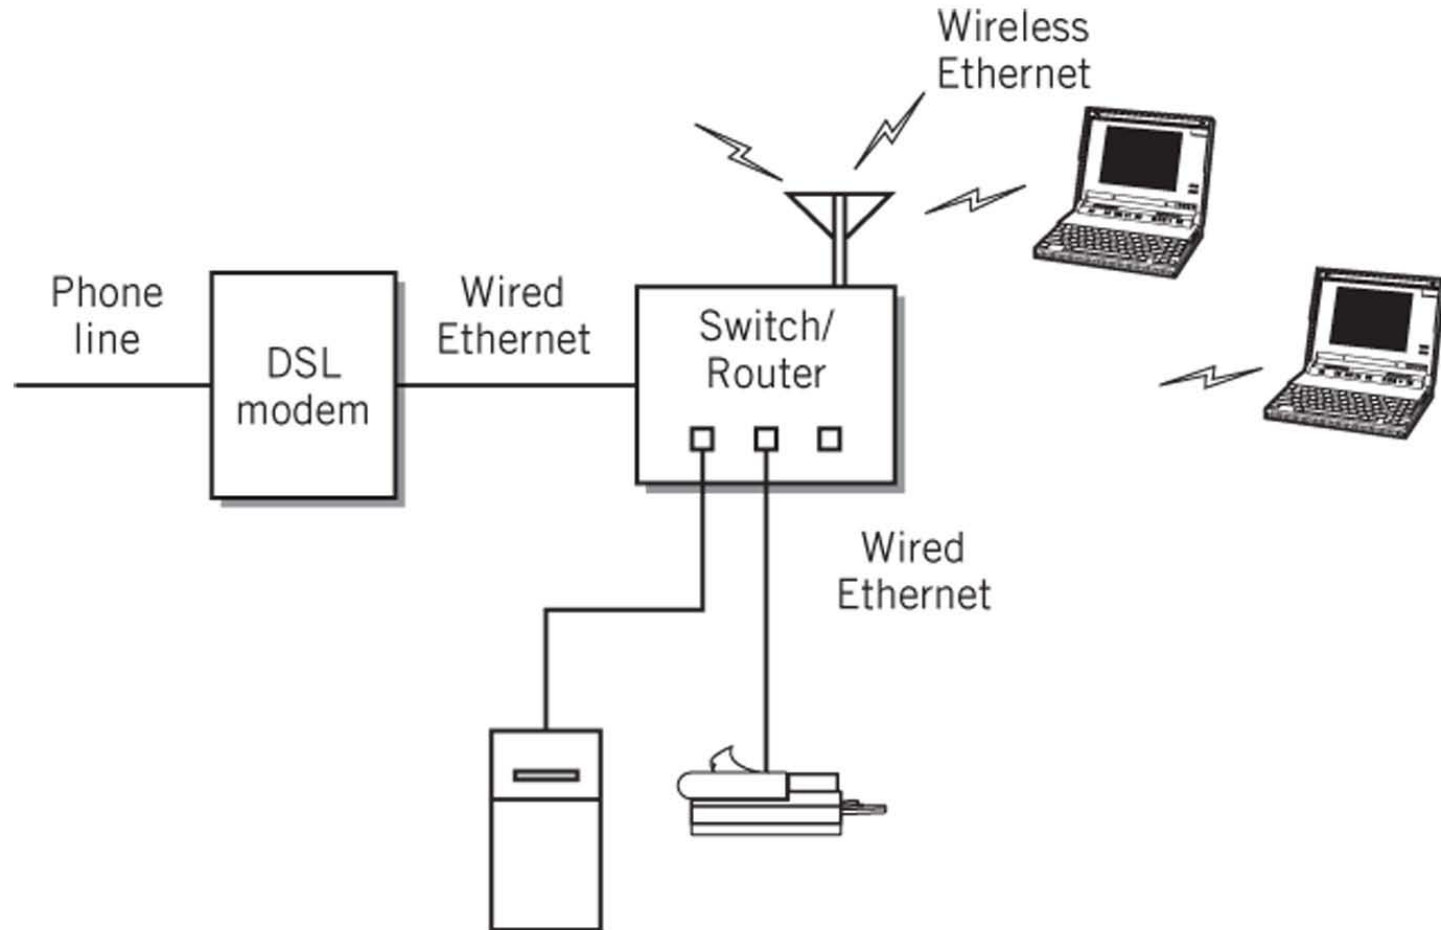 Wireless
Ethernet
Phone
line
DSL
modem
Wired
Ethernet
Switch/
Router
Wired
Ethernet